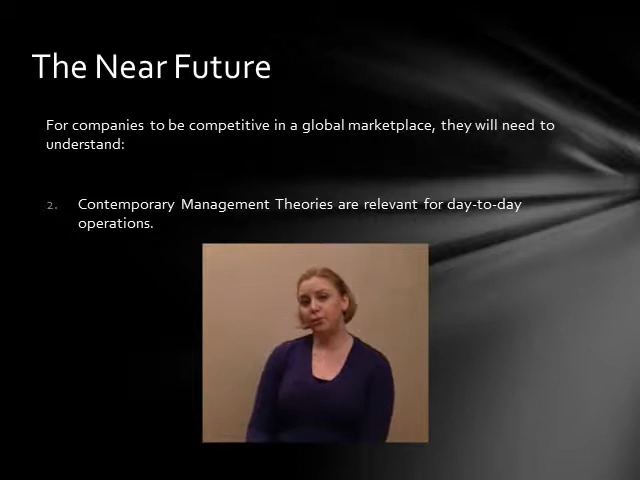 The Near Future
For companies to be competitive in a global marketplace, they will need to
understand:
2. Contemporary Management Theories are relevant for day-to-day
operations.